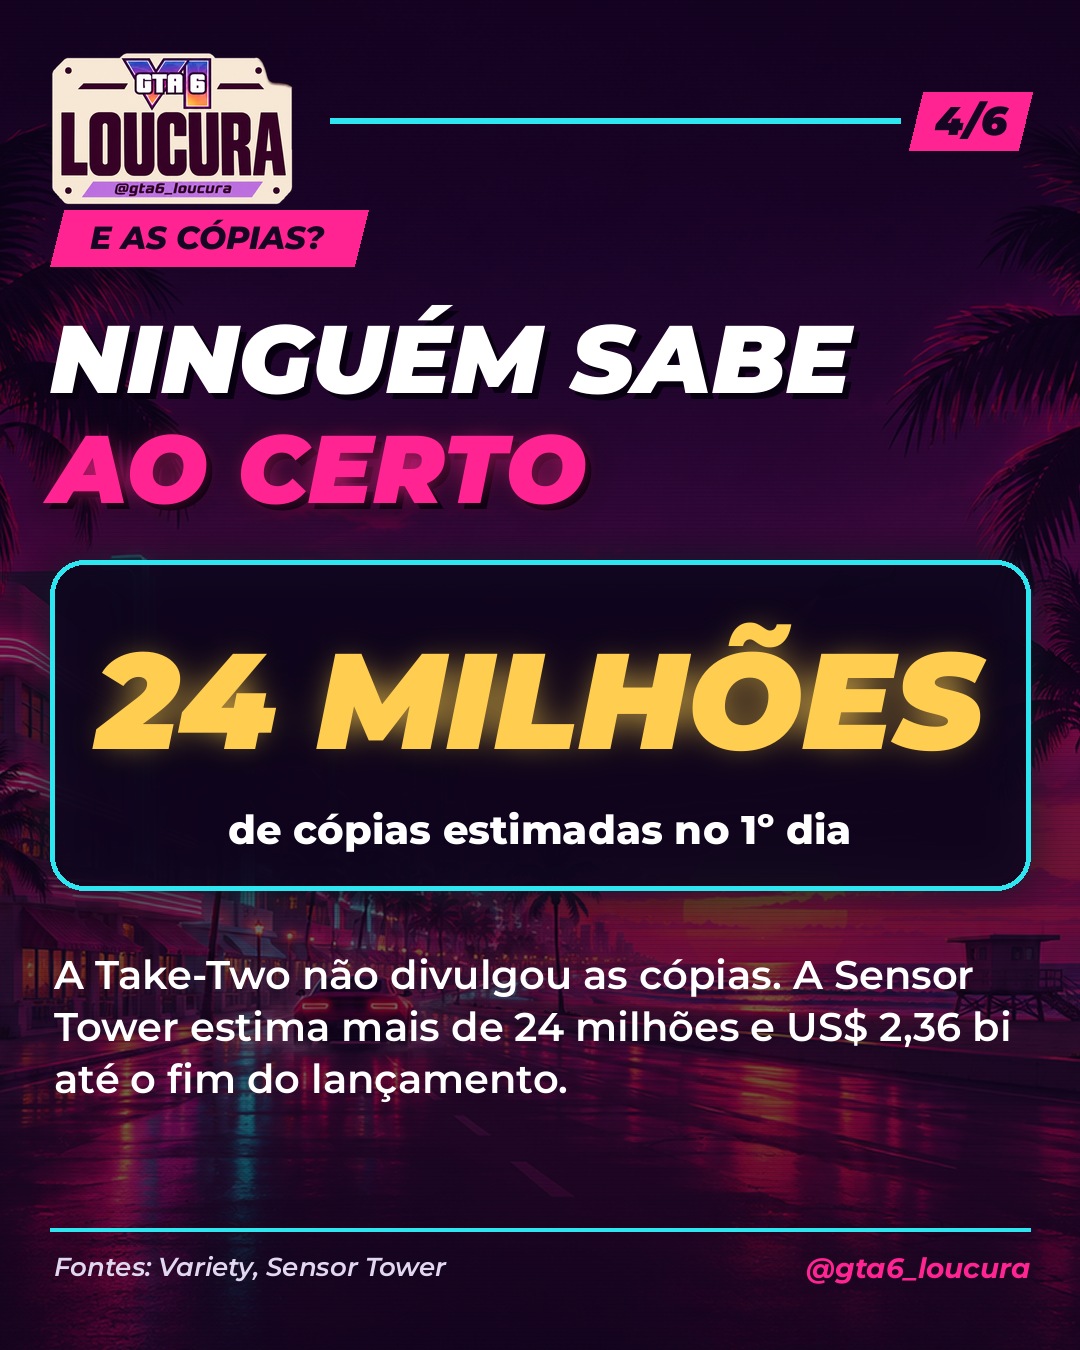 GTA 6
LOUCURA
@gta6_loucura
4/6
E AS CÓPIAS?
NINGUÉM SABE
AO CERTO
24 MILHÕES
de cópias estimadas no 1º dia
A Take-Two não divulgou as cópias. A Sensor
Tower estima mais de 24 milhões e US$ 2,36 bi
até o fim do lançamento.
Fontes: Variety, Sensor Tower
@gta6_loucura